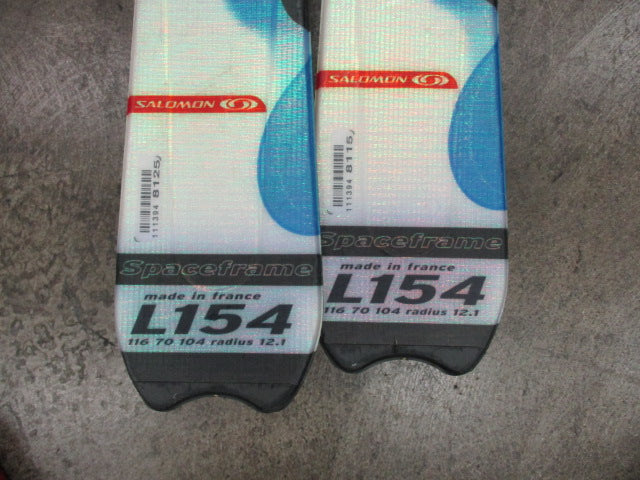 SALOMON
111394 8125
Spaceframe
made in france
L154
116 70 104 radius 12.1
SALOMON
111394 8115
Spaceframe
made in france
L154
116 70 104 radius 12.1